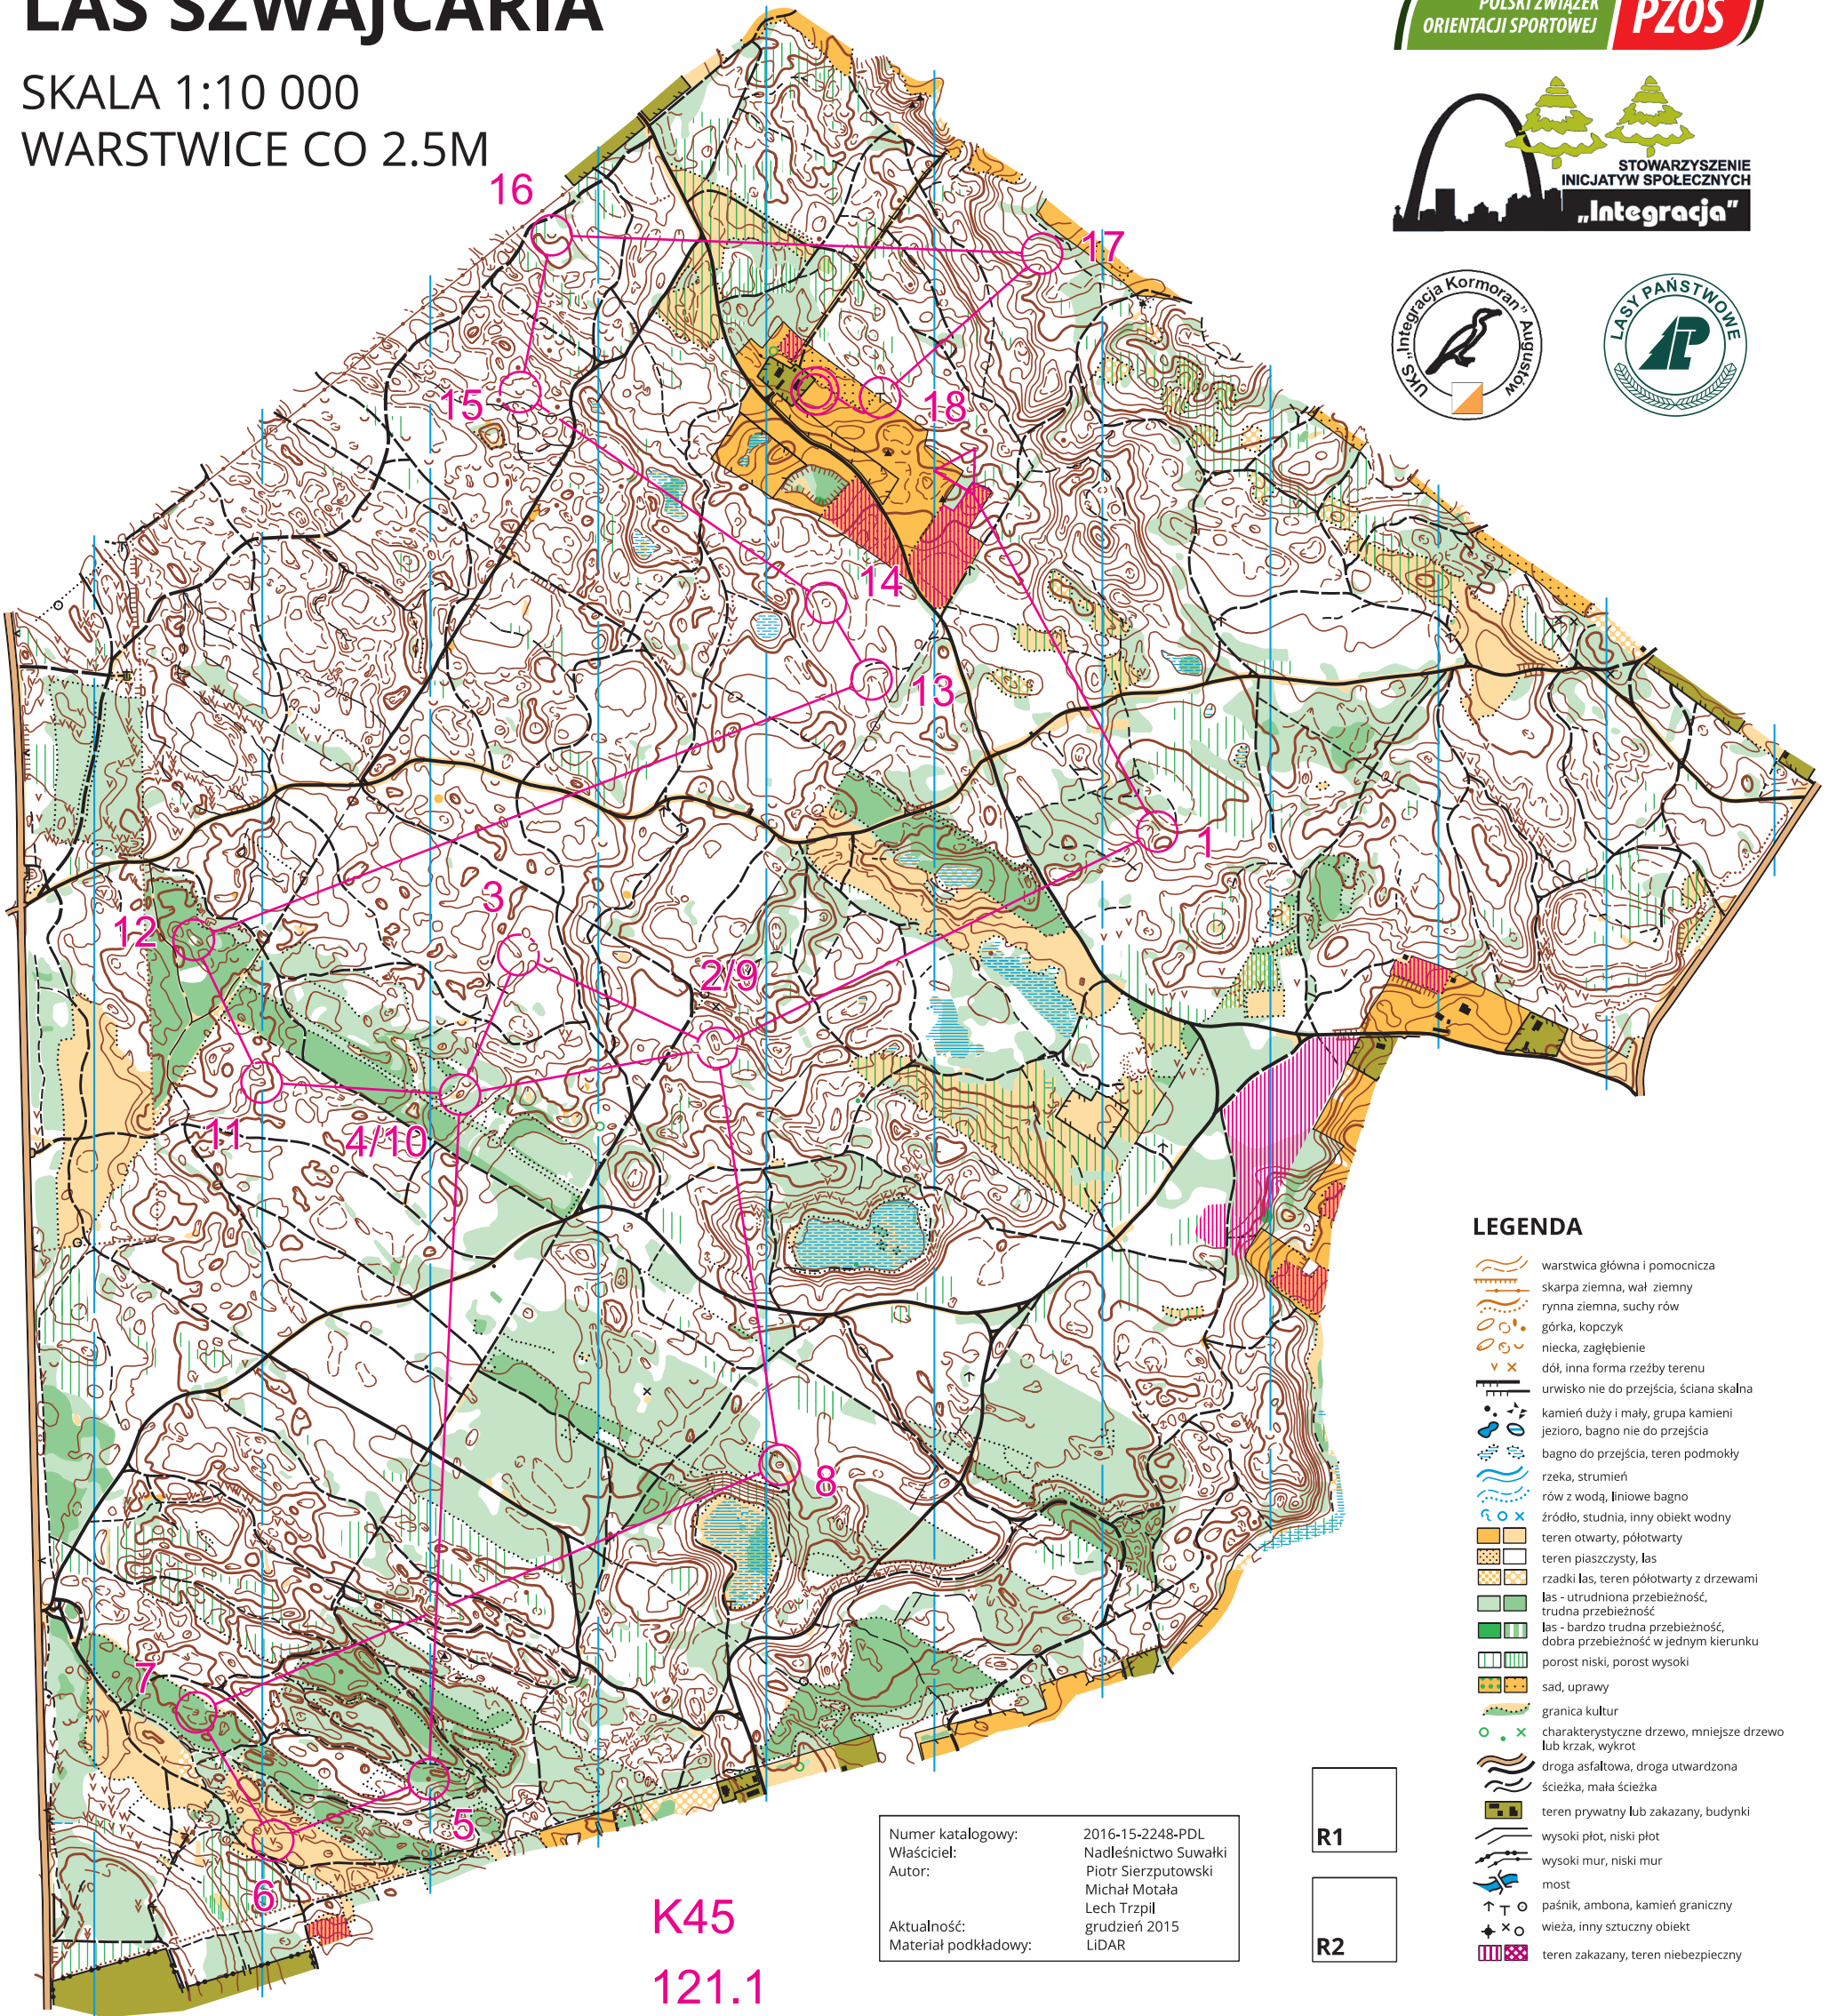 LAS SZWAJCARIA
SKALA 1:10 000
WARSTWICE CO 2.5M
POLSKI ZWIĄZEK
ORIENTACJI SPORTOWEJ
PZOS
STOWARZYSZENIE
INICJATYW SPOŁECZNYCH
„Integracja”
UKS „Integracja Kormoran” Augustów
LASY PAŃSTWOWE
LP
16
17
15
18
14
13
1
12
3
2/9
11
4/10
8
7
5
6
LEGENDA
warstwica główna i pomocnicza
skarpa ziemna, wał ziemny
rynna ziemna, suchy rów
górka, kopczyk
niecka, zagłębienie
dół, inna forma rzeźby terenu
urwisko nie do przejścia, ściana skalna
kamień duży i mały, grupa kamieni
jezioro, bagno nie do przejścia
bagno do przejścia, teren podmokły
rzeka, strumień
rów z wodą, liniowe bagno
źródło, studnia, inny obiekt wodny
teren otwarty, półotwarty
teren piaszczysty, las
rzadki las, teren półotwarty z drzewami
las - utrudniona przebieżność,
trudna przebieżność
las - bardzo trudna przebieżność,
dobra przebieżność w jednym kierunku
porost niski, porost wysoki
sad, uprawy
granica kultur
charakterystyczne drzewo, mniejsze drzewo
lub krzak, wykrot
droga asfaltowa, droga utwardzona
ścieżka, mała ścieżka
teren prywatny lub zakazany, budynki
wysoki płot, niski płot
wysoki mur, niski mur
most
paśnik, ambona, kamień graniczny
wieża, inny sztuczny obiekt
teren zakazany, teren niebezpieczny
Numer katalogowy: 2016-15-2248-PDL
Właściciel: Nadleśnictwo Suwałki
Autor: Piotr Sierzputowski
Michał Motała
Lech Trzpil
Aktualność: grudzień 2015
Materiał podkładowy: LiDAR
R1
R2
K45
121.1